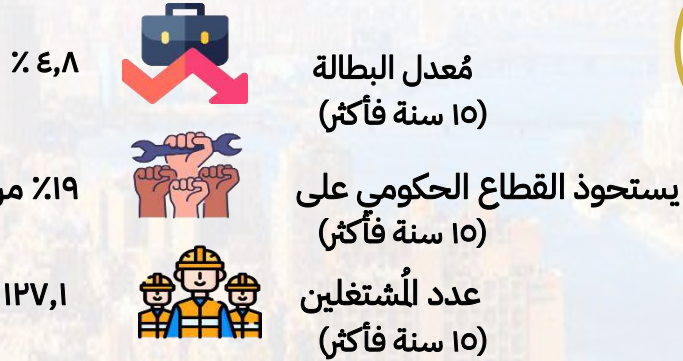 مُعدل البطالة
(١٥ سنة فأكثر)
٤,٨ ٪
يستحوذ القطاع الحكومي على
(١٥ سنة فأكثر)
١٩٪
عدد المُشتغلين
(١٥ سنة فأكثر)
١٢٧,١